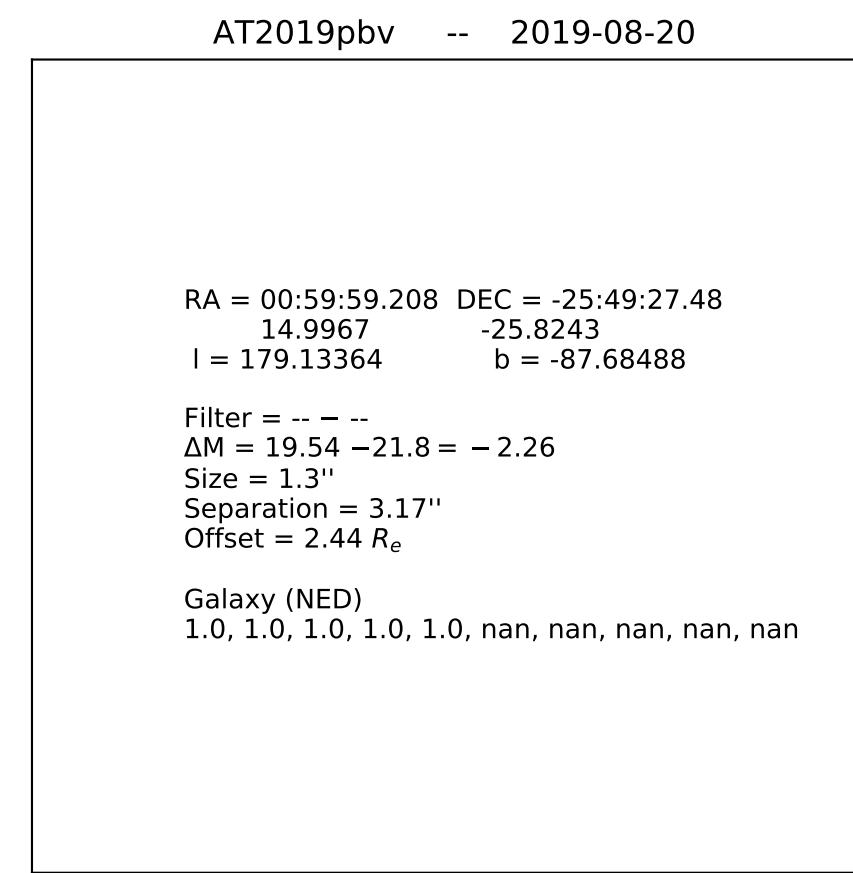 AT2019pbv -- 2019-08-20
RA = 00:59:59.208 DEC = -25:49:27.48
14.9967 -25.8243
l = 179.13364 b = -87.68488
Filter = -- − --
ΔM = 19.54 −21.8 = −2.26
Size = 1.3''
Separation = 3.17''
Offset = 2.44 Rₑ
Galaxy (NED)
1.0, 1.0, 1.0, 1.0, 1.0, nan, nan, nan, nan, nan